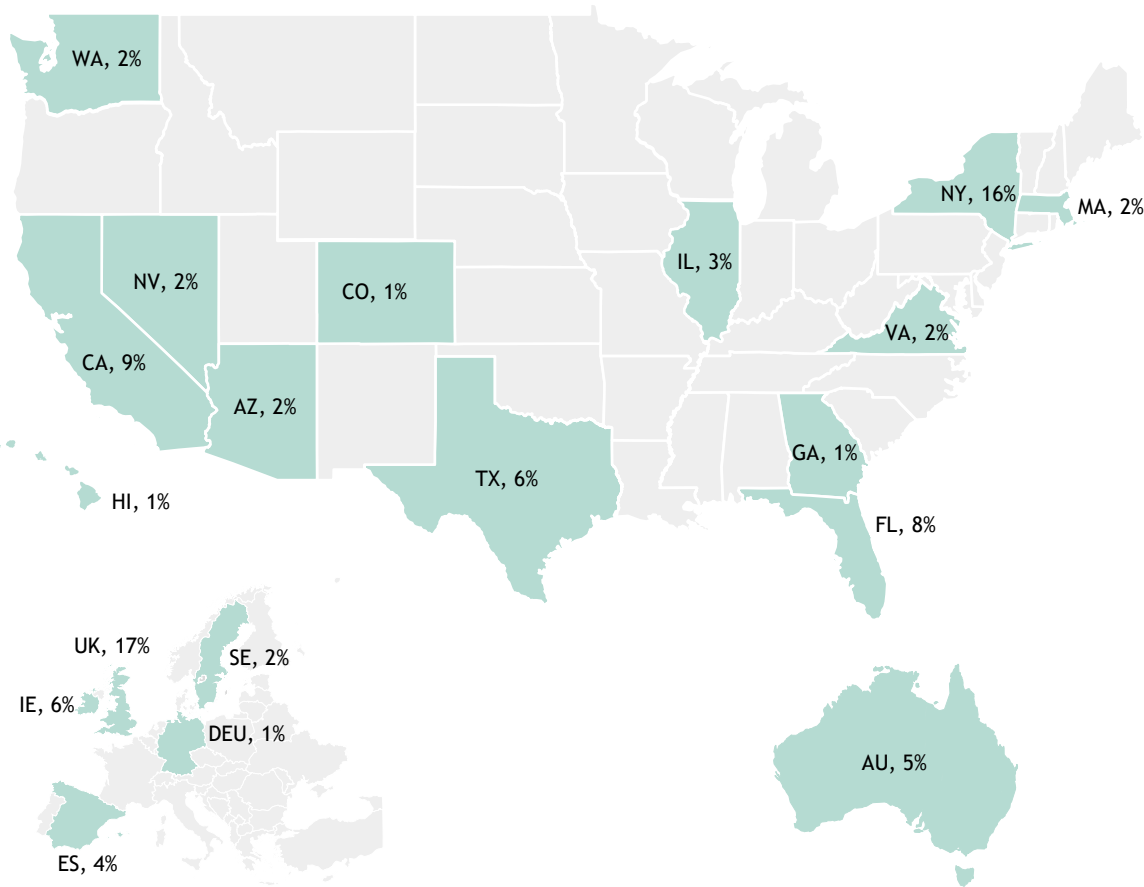 WA, 2%
NY, 16%
MA, 2%
IL, 3%
NV, 2%
CO, 1%
VA, 2%
CA, 9%
AZ, 2%
GA, 1%
TX, 6%
HI, 1%
FL, 8%
UK, 17%
SE, 2%
IE, 6%
DEU, 1%
AU, 5%
ES, 4%